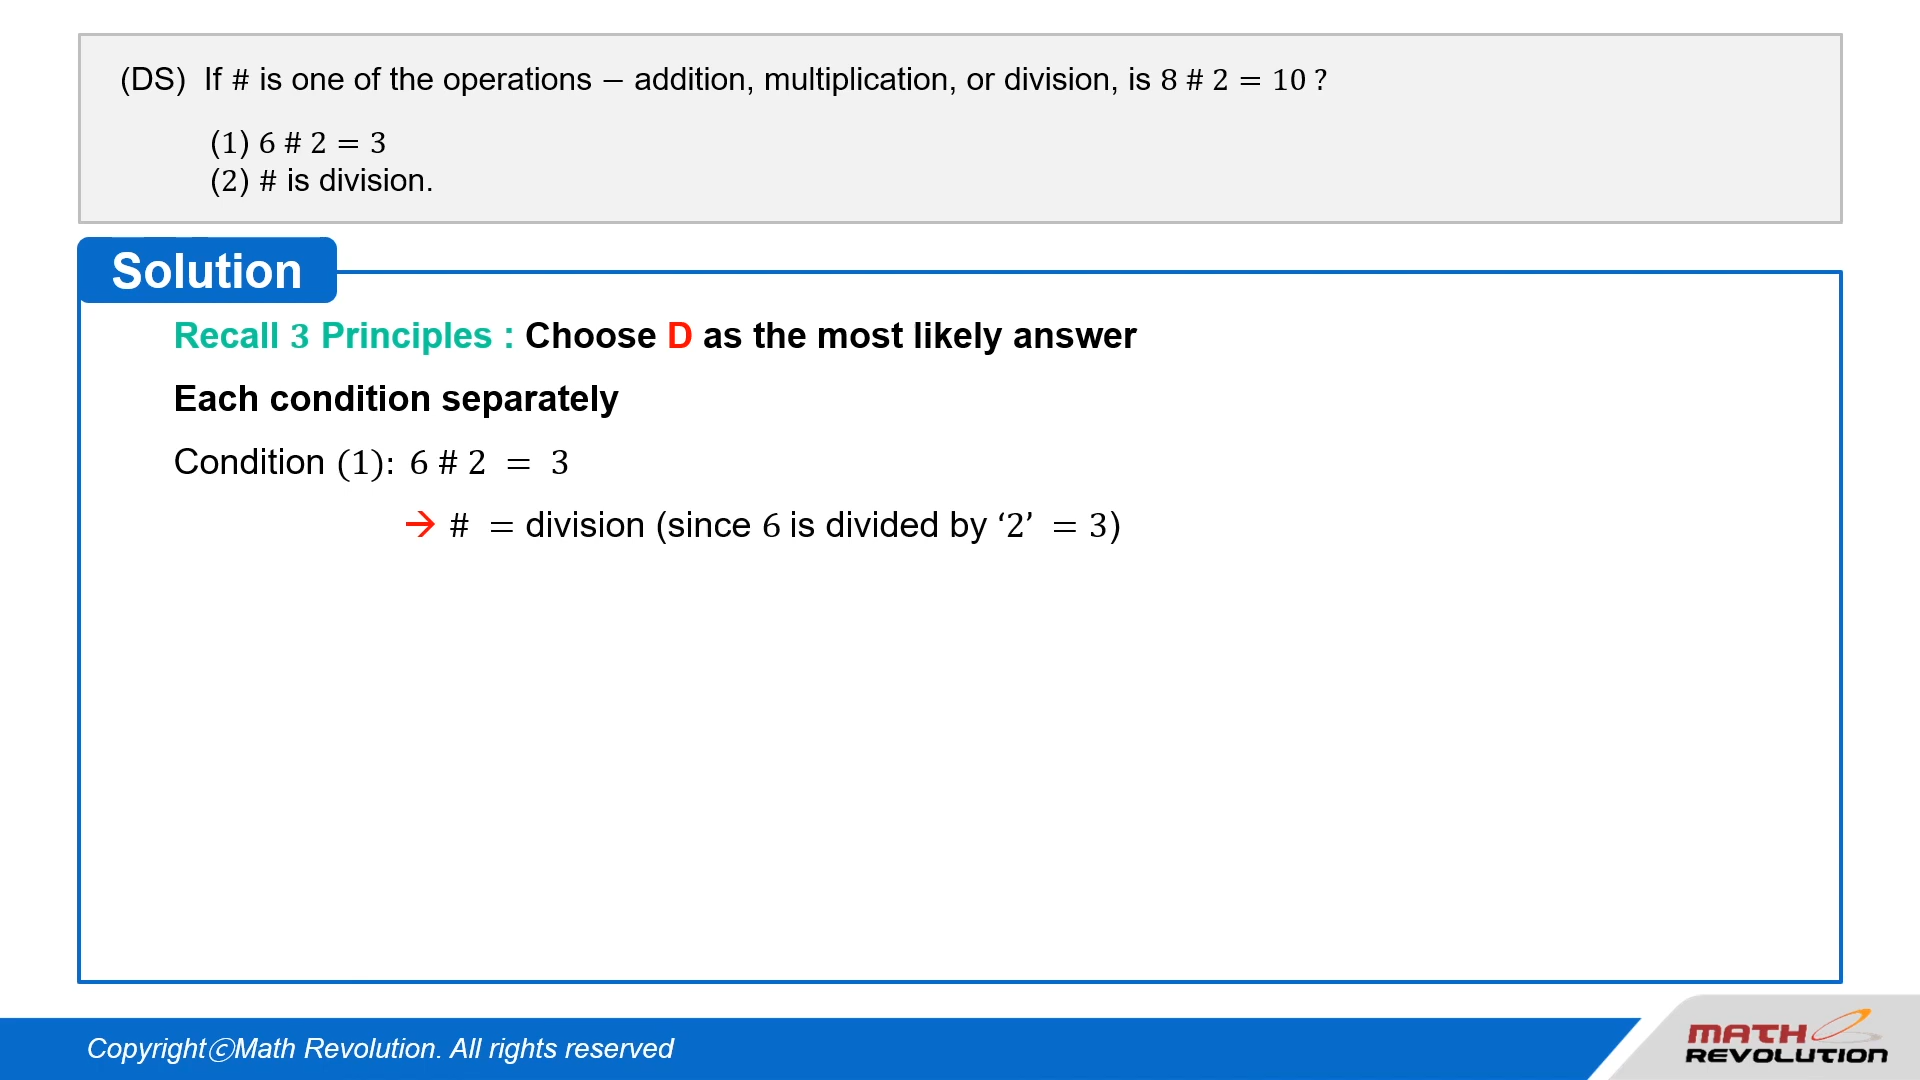 (DS) If # is one of the operations − addition, multiplication, or division, is 8 # 2 = 10 ?
(1) 6 # 2 = 3
(2) # is division.
Solution
Recall 3 Principles : Choose D as the most likely answer
Each condition separately
Condition (1): 6 # 2 = 3
→ # = division (since 6 is divided by ‘2’ = 3)
CopyrightⓒMath Revolution. All rights reserved
MATH
REVOLUTION